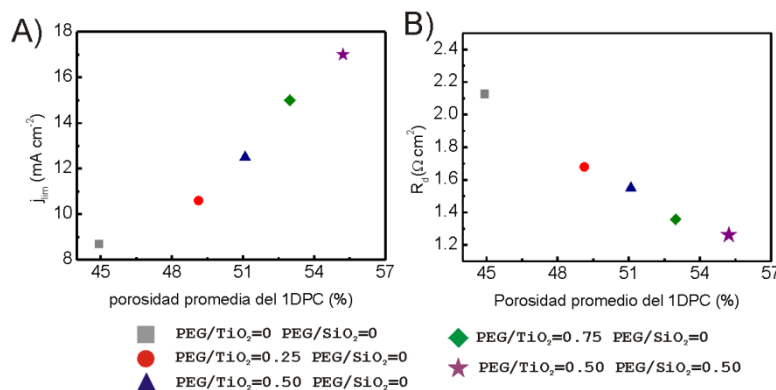 A)
j_lim (mA cm⁻²)
18
16
14
12
10
8
45 48 51 54 57
porosidad promedia del 1DPC (%)
B)
R_d(Ω cm²)
2.4
2.2
2.0
1.8
1.6
1.4
1.2
45 48 51 54 57
Porosidad promedio del 1DPC (%)
PEG/TiO₂=0 PEG/SiO₂=0
PEG/TiO₂=0.25 PEG/SiO₂=0
PEG/TiO₂=0.50 PEG/SiO₂=0
PEG/TiO₂=0.75 PEG/SiO₂=0
PEG/TiO₂=0.50 PEG/SiO₂=0.50